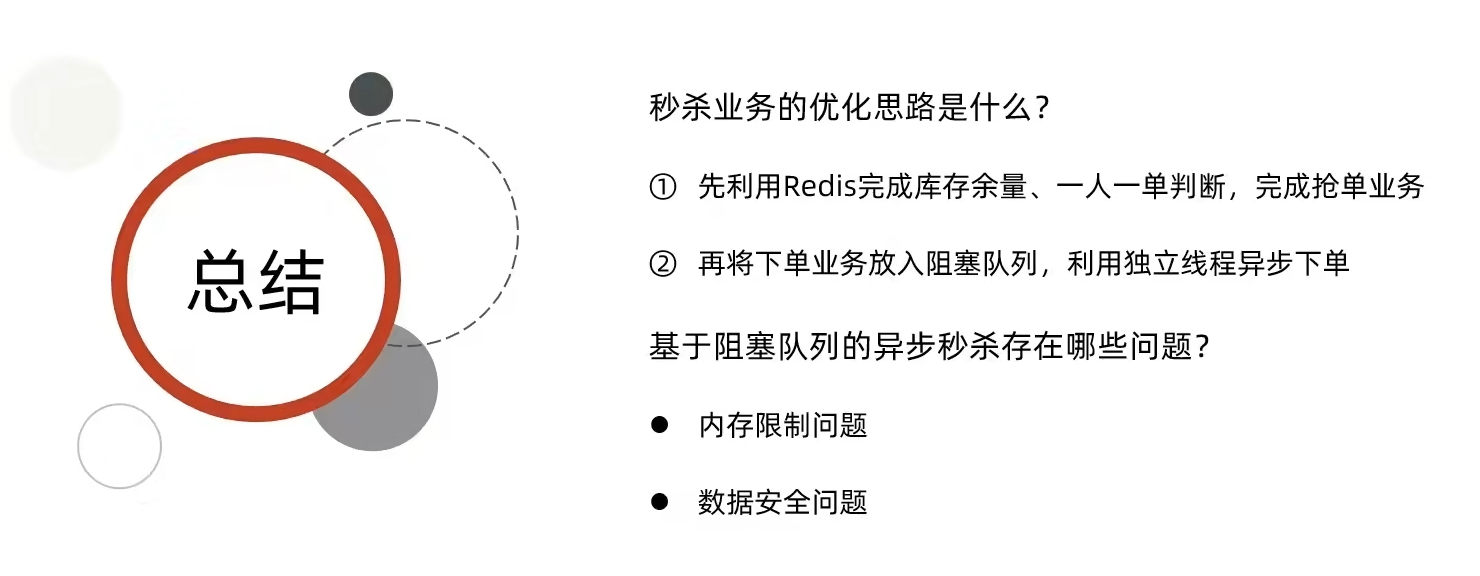 总结
秒杀业务的优化思路是什么？
① 先利用Redis完成库存余量、一人一单判断，完成抢单业务
② 再将下单业务放入阻塞队列，利用独立线程异步下单
基于阻塞队列的异步秒杀存在哪些问题？
● 内存限制问题
● 数据安全问题